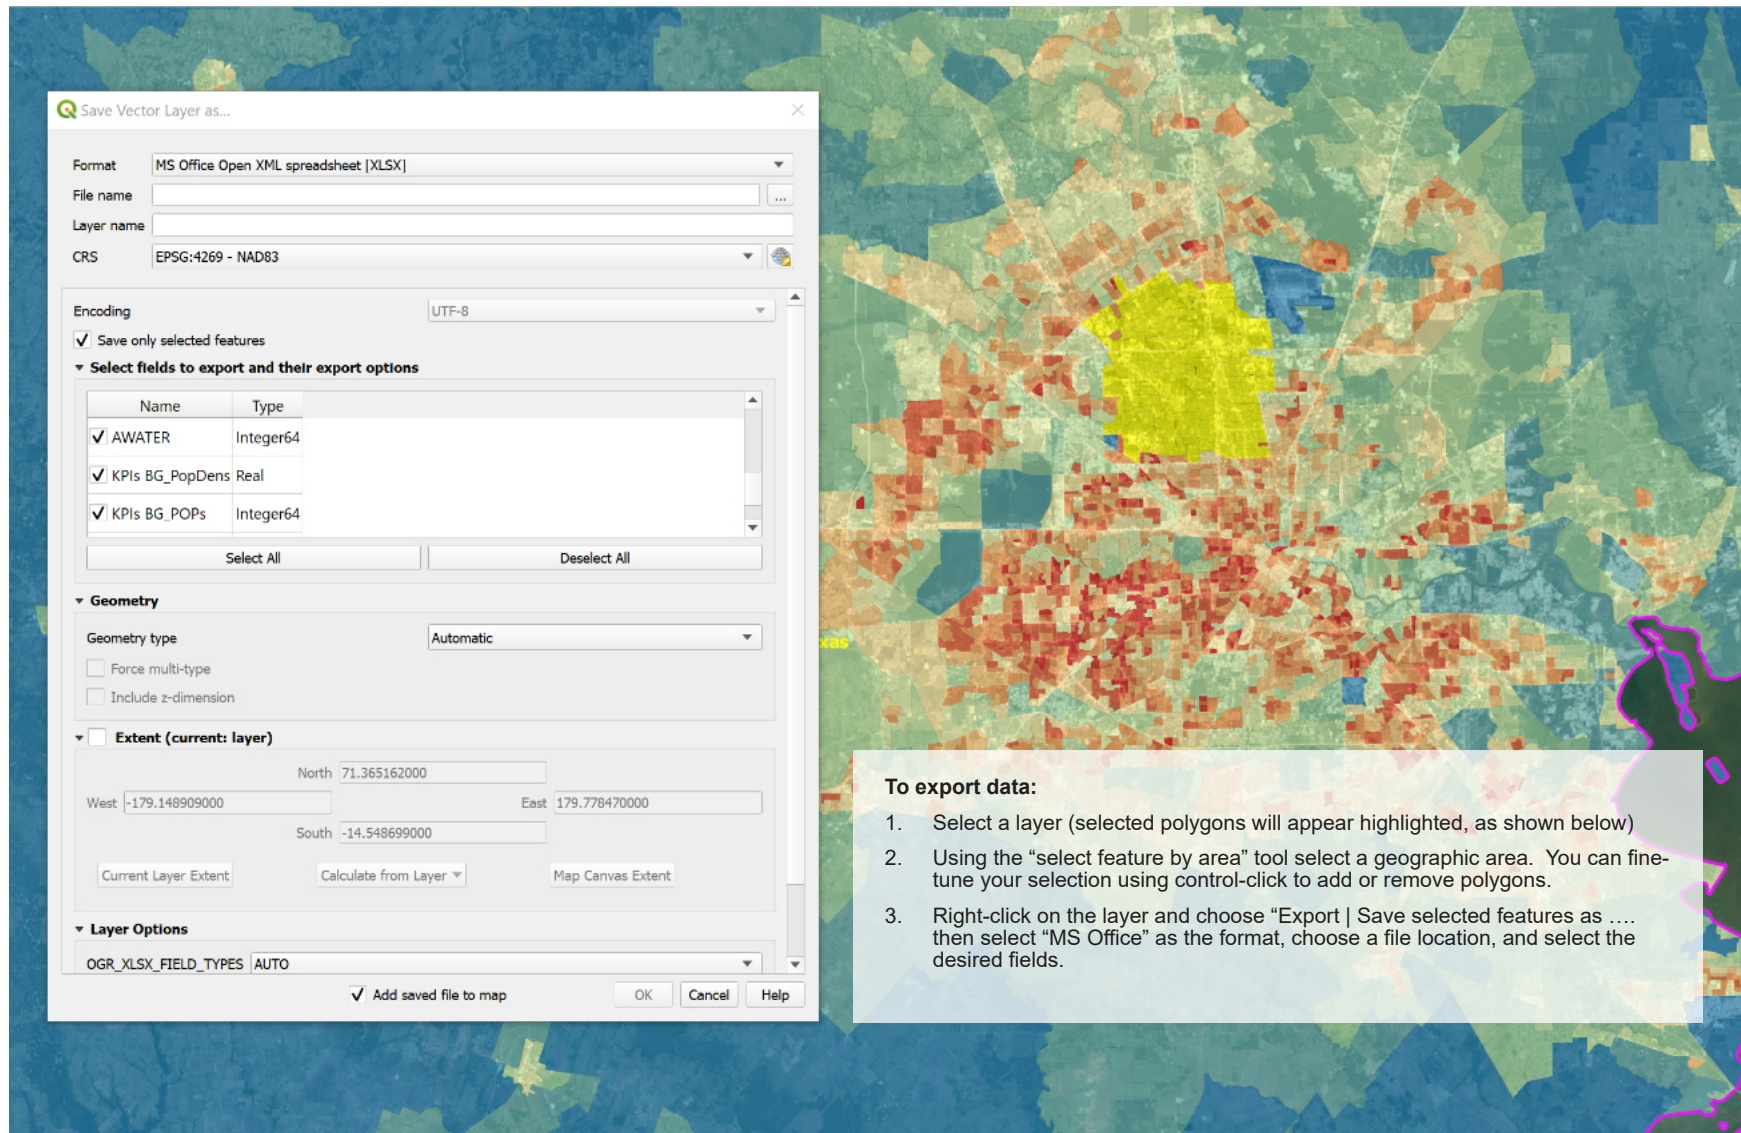 Save Vector Layer as...
Format MS Office Open XML spreadsheet [XLSX]
File name ...
Layer name
CRS EPSG:4269 - NAD83
Encoding UTF-8
Save only selected features
Select fields to export and their export options
Name Type
AWATER Integer64
KPIs BG_PopDens Real
KPIs BG_POPs Integer64
Select All Deselect All
Geometry
Geometry type Automatic
Force multi-type
Include z-dimension
Extent (current: layer)
North 71.365162000
West -179.148909000 East 179.778470000
South -14.548699000
Current Layer Extent Calculate from Layer Map Canvas Extent
Layer Options
OGR_XLSX_FIELD_TYPES AUTO
Add saved file to map OK Cancel Help
xas
To export data:
1. Select a layer (selected polygons will appear highlighted, as shown below)
2. Using the “select feature by area” tool select a geographic area. You can fine-
tune your selection using control-click to add or remove polygons.
3. Right-click on the layer and choose “Export | Save selected features as ….
then select “MS Office” as the format, choose a file location, and select the
desired fields.